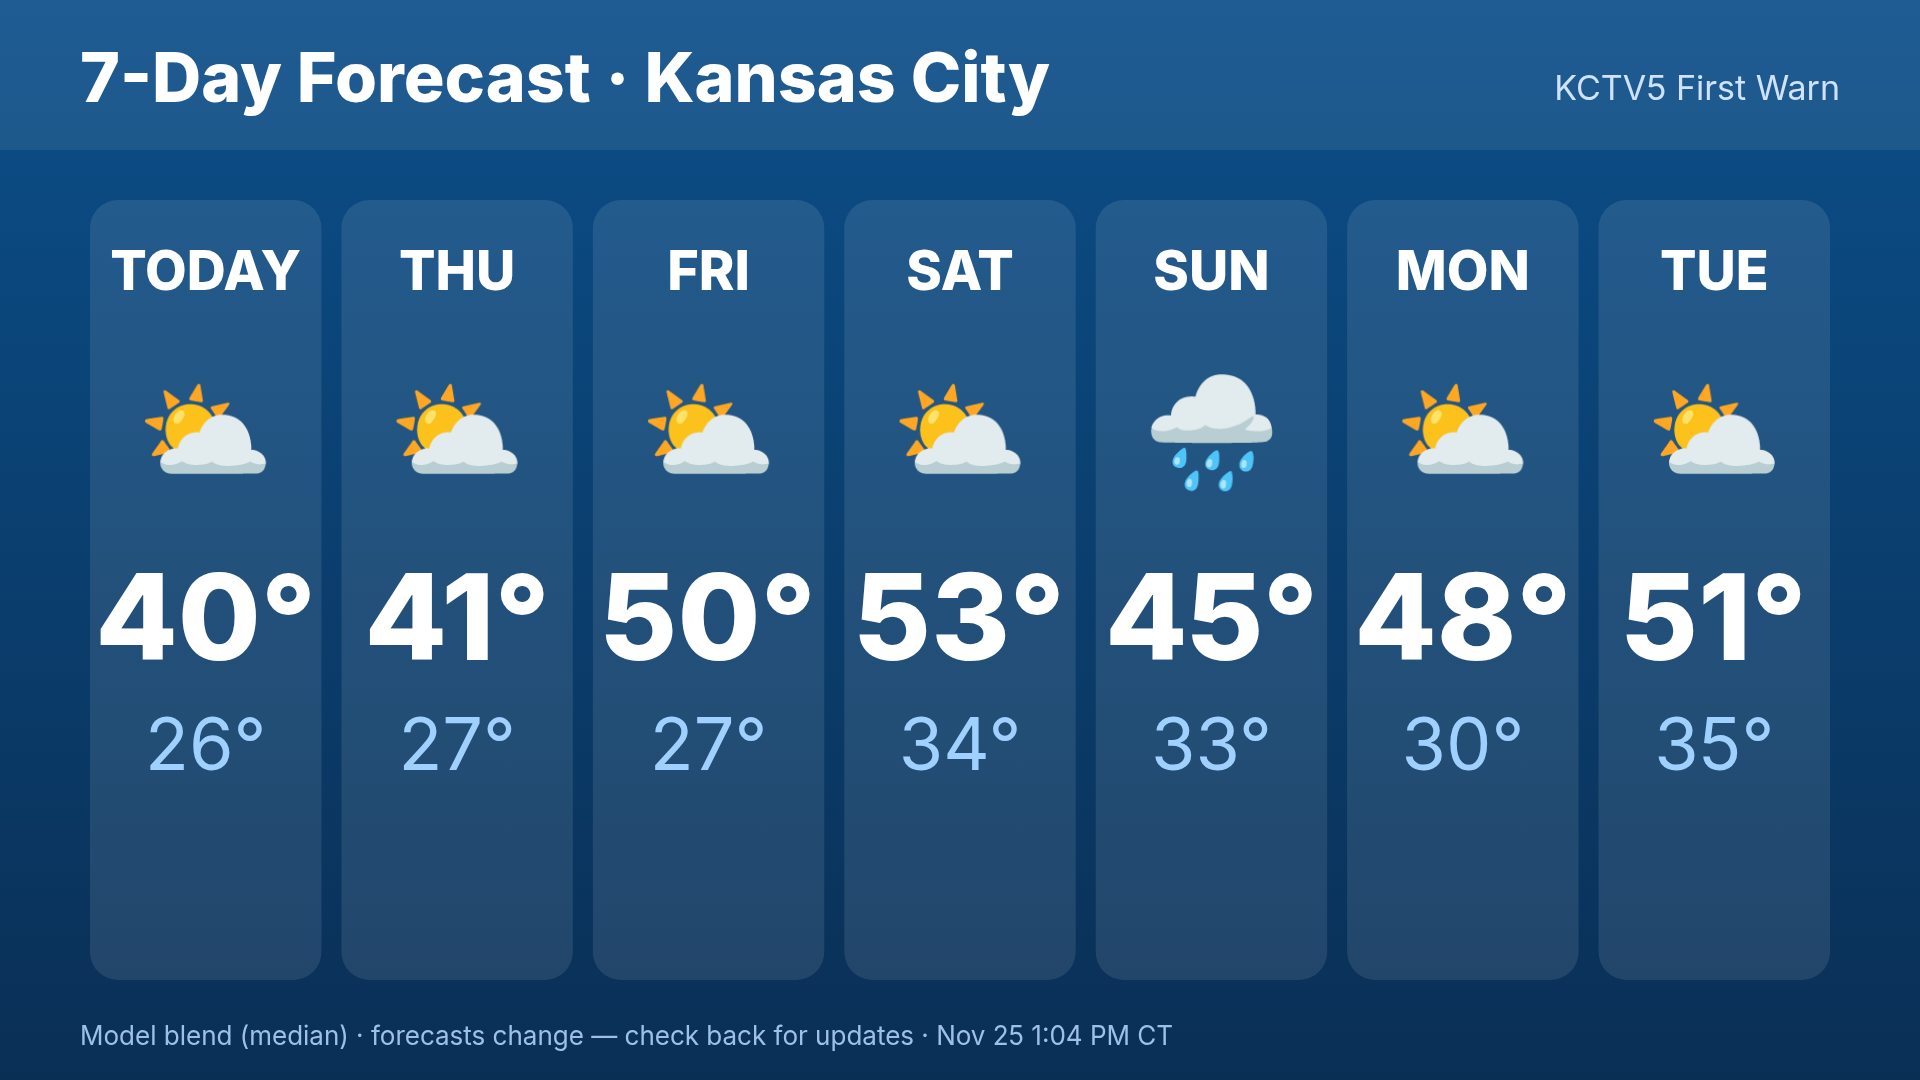 7-Day Forecast · Kansas City
KCTV5 First Warn
TODAY THU FRI SAT SUN MON TUE
40° 41° 50° 53° 45° 48° 51°
26° 27° 27° 34° 33° 30° 35°
Model blend (median) · forecasts change — check back for updates · Nov 25 1:04 PM CT